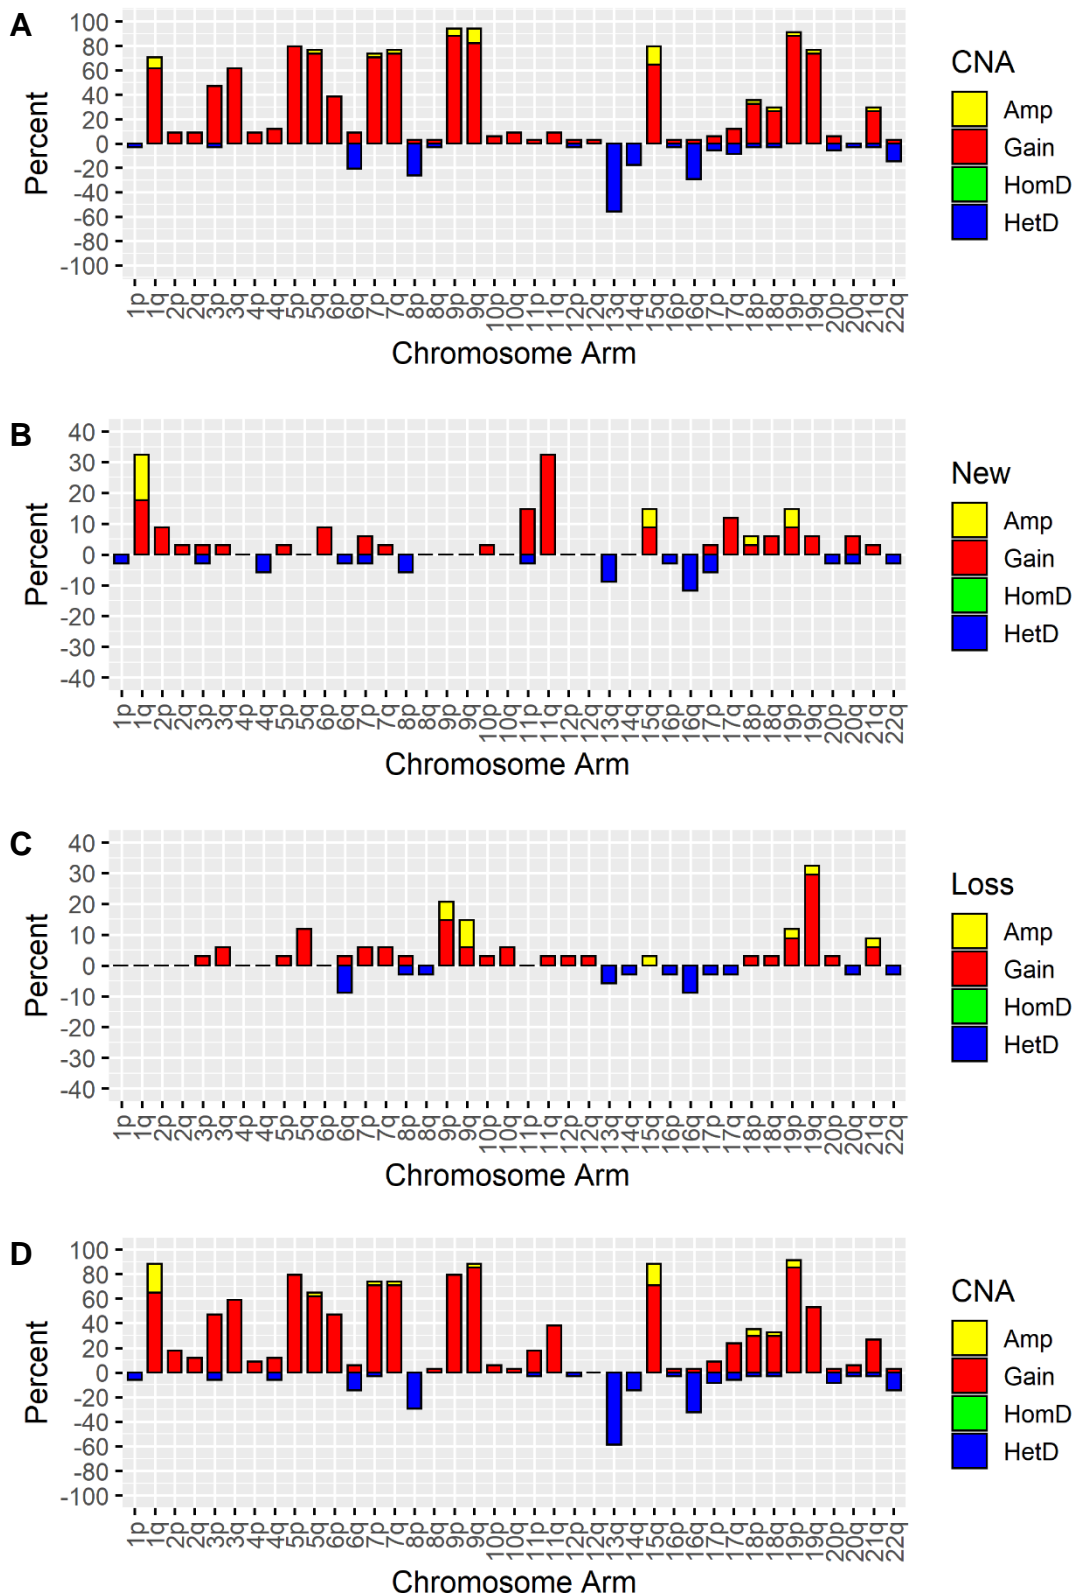 A
100
80
60
40
20
0
-20
-40
-60
-80
-100
Percent
1p 1q 2p 2q 3p 3q 4p 4q 5p 5q 6p 6q 7p 7q 8p 8q 9p 9q 10p 10q 11p 11q 12p 12q 13q 14q 15q 16p 16q 17p 17q 18p 18q 19p 19q 20p 20q 21q 22q
Chromosome Arm
CNA
Amp
Gain
HomD
HetD
B
40
30
20
10
0
-10
-20
-30
-40
Percent
1p 1q 2p 2q 3p 3q 4p 4q 5p 5q 6p 6q 7p 7q 8p 8q 9p 9q 10p 10q 11p 11q 12p 12q 13q 14q 15q 16p 16q 17p 17q 18p 18q 19p 19q 20p 20q 21q 22q
Chromosome Arm
New
Amp
Gain
HomD
HetD
C
40
30
20
10
0
-10
-20
-30
-40
Percent
1p 1q 2p 2q 3p 3q 4p 4q 5p 5q 6p 6q 7p 7q 8p 8q 9p 9q 10p 10q 11p 11q 12p 12q 13q 14q 15q 16p 16q 17p 17q 18p 18q 19p 19q 20p 20q 21q 22q
Chromosome Arm
Loss
Amp
Gain
HomD
HetD
D
100
80
60
40
20
0
-20
-40
-60
-80
-100
Percent
1p 1q 2p 2q 3p 3q 4p 4q 5p 5q 6p 6q 7p 7q 8p 8q 9p 9q 10p 10q 11p 11q 12p 12q 13q 14q 15q 16p 16q 17p 17q 18p 18q 19p 19q 20p 20q 21q 22q
Chromosome Arm
CNA
Amp
Gain
HomD
HetD